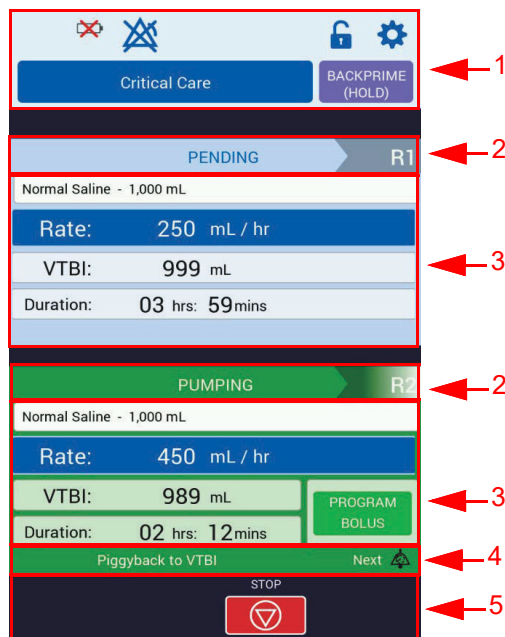 1
Critical Care
BACKPRIME
(HOLD)
PENDING R1 2
Normal Saline - 1,000 mL
Rate: 250 mL / hr
VTBI: 999 mL 3
Duration: 03 hrs: 59 mins
PUMPING R2 2
Normal Saline - 1,000 mL
Rate: 450 mL / hr
VTBI: 989 mL 3
PROGRAM
BOLUS
Duration: 02 hrs: 12 mins
Piggyback to VTBI Next 4
STOP 5